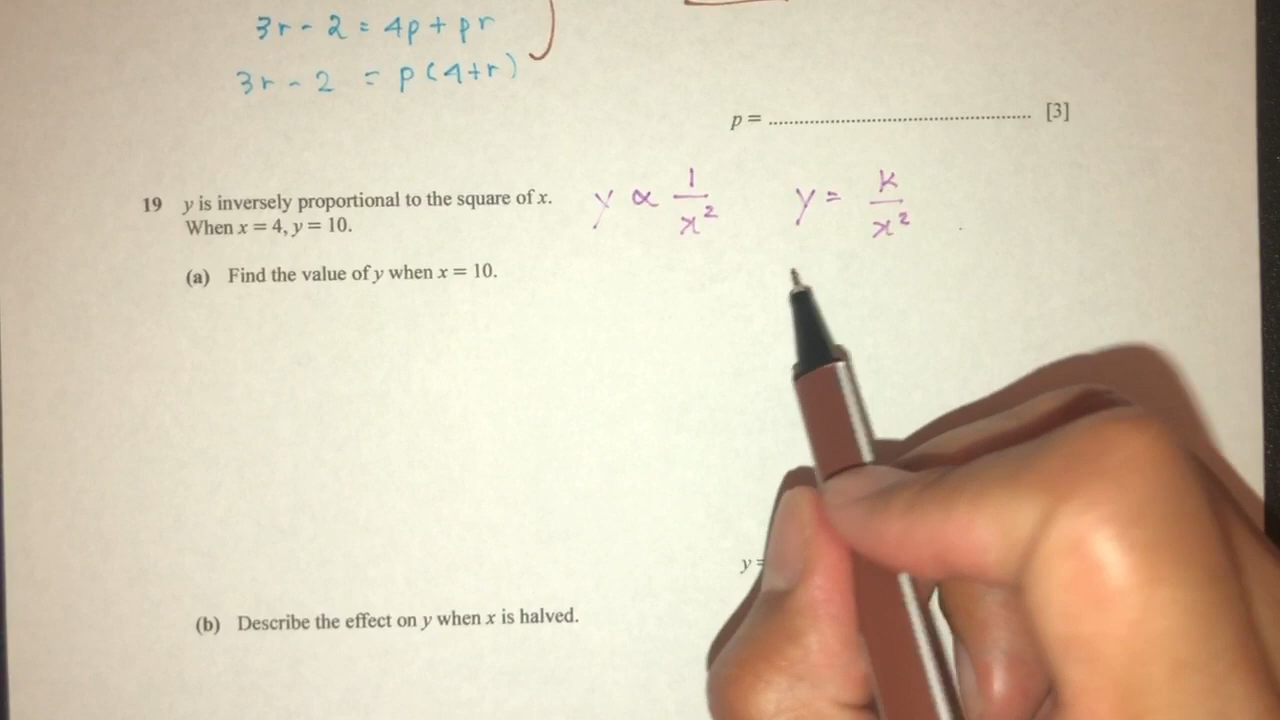 3r - 2 = 4p + pr
3r - 2 = p(4+r)
p = .................................................... [3]
19 y is inversely proportional to the square of x. y ∝ 1/x² y = k/x²
When x = 4, y = 10.
(a) Find the value of y when x = 10.
y =
(b) Describe the effect on y when x is halved.